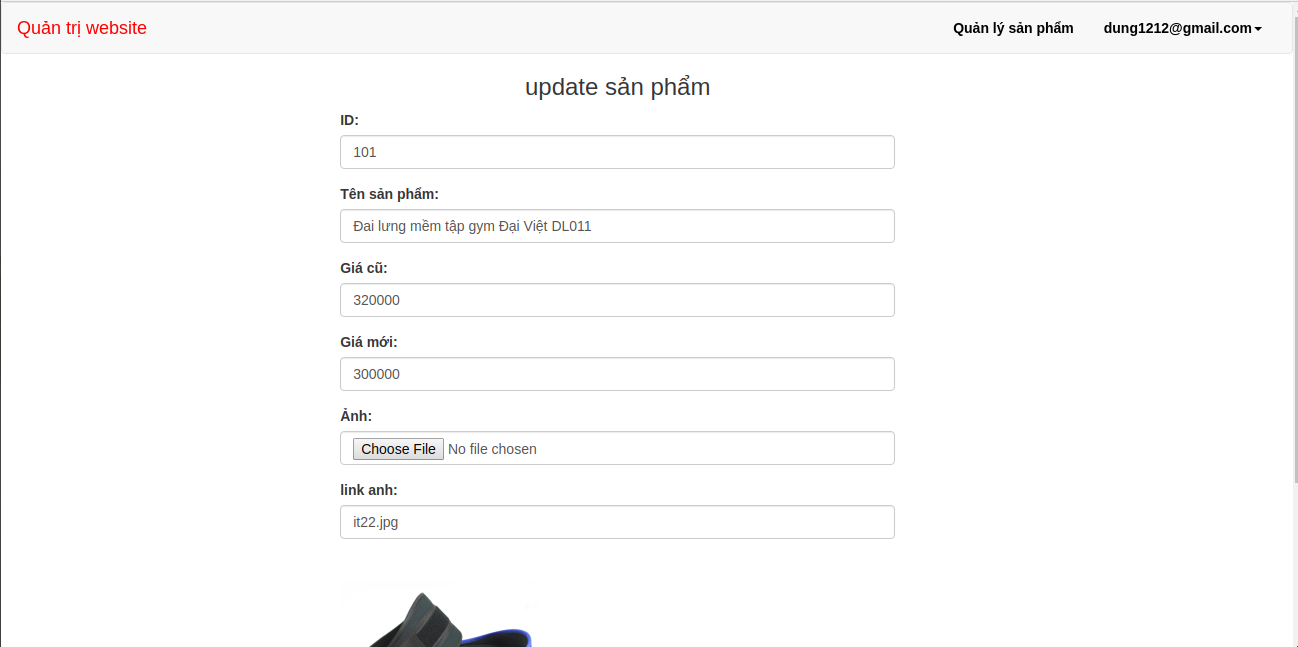 Quản trị website
Quản lý sản phẩm
dung1212@gmail.com
update sản phẩm
ID:
101
Tên sản phẩm:
Đai lưng mềm tập gym Đại Việt DL011
Giá cũ:
320000
Giá mới:
300000
Ảnh:
Choose File No file chosen
link anh:
it22.jpg